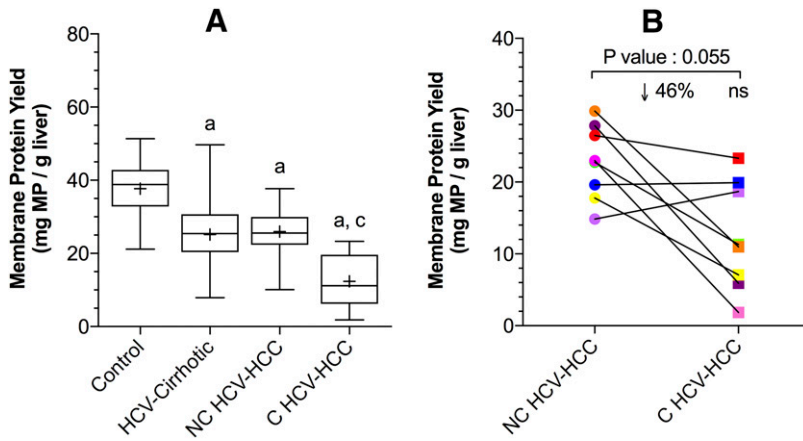 A
Membrane Protein Yield
(mg MP / g liver)
80
60
40
20
0
a
a
a, c
Control
HCV-Cirrhotic
NC HCV-HCC
C HCV-HCC
B
Membrane Protein Yield
(mg MP / g liver)
40
30
20
10
0
P value : 0.055
↓ 46% ns
NC HCV-HCC
C HCV-HCC